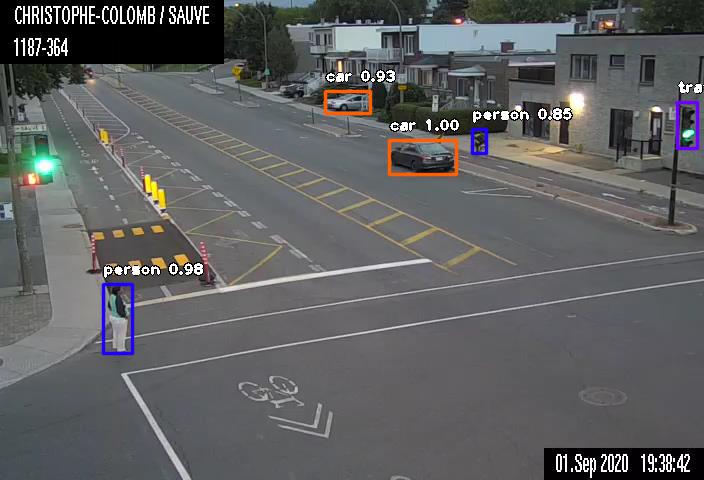 CHRISTOPHE-COLOMB / SAUVE
1187-364
car 0.93
car 1.00
person 0.85
tra
SAUVE
person 0.98
01.Sep 2020 19:38:42